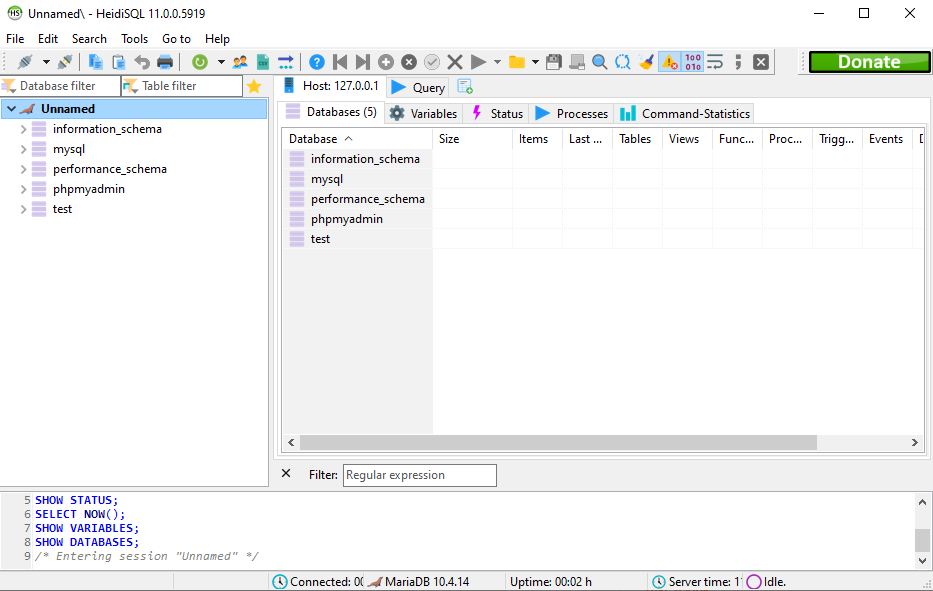 Unnamed\ - HeidiSQL 11.0.0.5919
File Edit Search Tools Go to Help
Donate
Database filter Table filter
Host: 127.0.0.1 Query
Unnamed
information_schema
mysql
performance_schema
phpmyadmin
test
Databases (5) Variables Status Processes Command-Statistics
Database Size Items Last ... Tables Views Func... Proc... Trigg... Events D
information_schema
mysql
performance_schema
phpmyadmin
test
Filter: Regular expression
5 SHOW STATUS;
6 SELECT NOW();
7 SHOW VARIABLES;
8 SHOW DATABASES;
9 /* Entering session "Unnamed" */
Connected: 00 MariaDB 10.4.14 Uptime: 00:02 h Server time: 1 Idle.